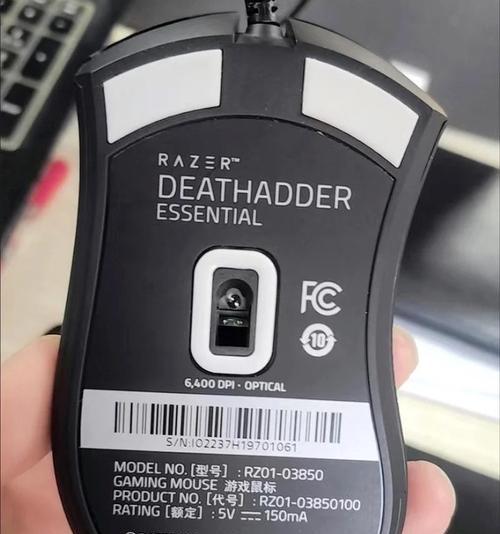 RAZER™
DEATHADDER
ESSENTIAL
FC
10
6,400 DPI · OPTICAL
S/N:IO2237H19701061
MODEL NO. [型号] : RZ01-03850
GAMING MOUSE 游戏鼠标
PRODUCT NO. [代号] : RZ01-03850100
RATING [额定] : 5V ⎓ 150mA